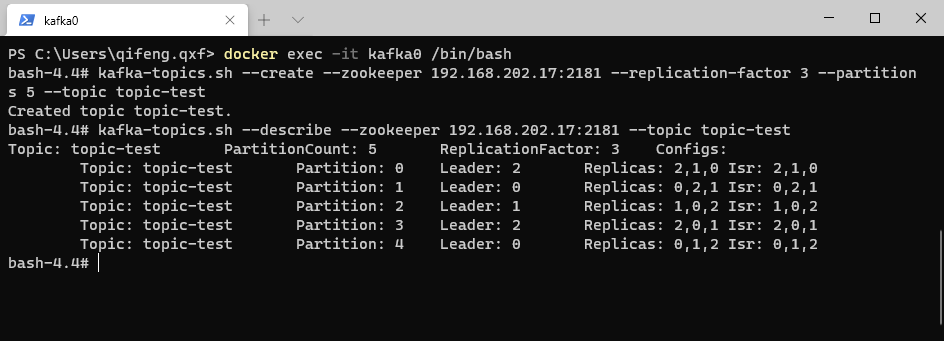 kafka0
PS C:\Users\qifeng.qxf> docker exec -it kafka0 /bin/bash
bash-4.4# kafka-topics.sh --create --zookeeper 192.168.202.17:2181 --replication-factor 3 --partition
s 5 --topic topic-test
Created topic topic-test.
bash-4.4# kafka-topics.sh --describe --zookeeper 192.168.202.17:2181 --topic topic-test
Topic: topic-test       PartitionCount: 5       ReplicationFactor: 3    Configs:
        Topic: topic-test       Partition: 0    Leader: 2       Replicas: 2,1,0 Isr: 2,1,0
        Topic: topic-test       Partition: 1    Leader: 0       Replicas: 0,2,1 Isr: 0,2,1
        Topic: topic-test       Partition: 2    Leader: 1       Replicas: 1,0,2 Isr: 1,0,2
        Topic: topic-test       Partition: 3    Leader: 2       Replicas: 2,0,1 Isr: 2,0,1
        Topic: topic-test       Partition: 4    Leader: 0       Replicas: 0,1,2 Isr: 0,1,2
bash-4.4#